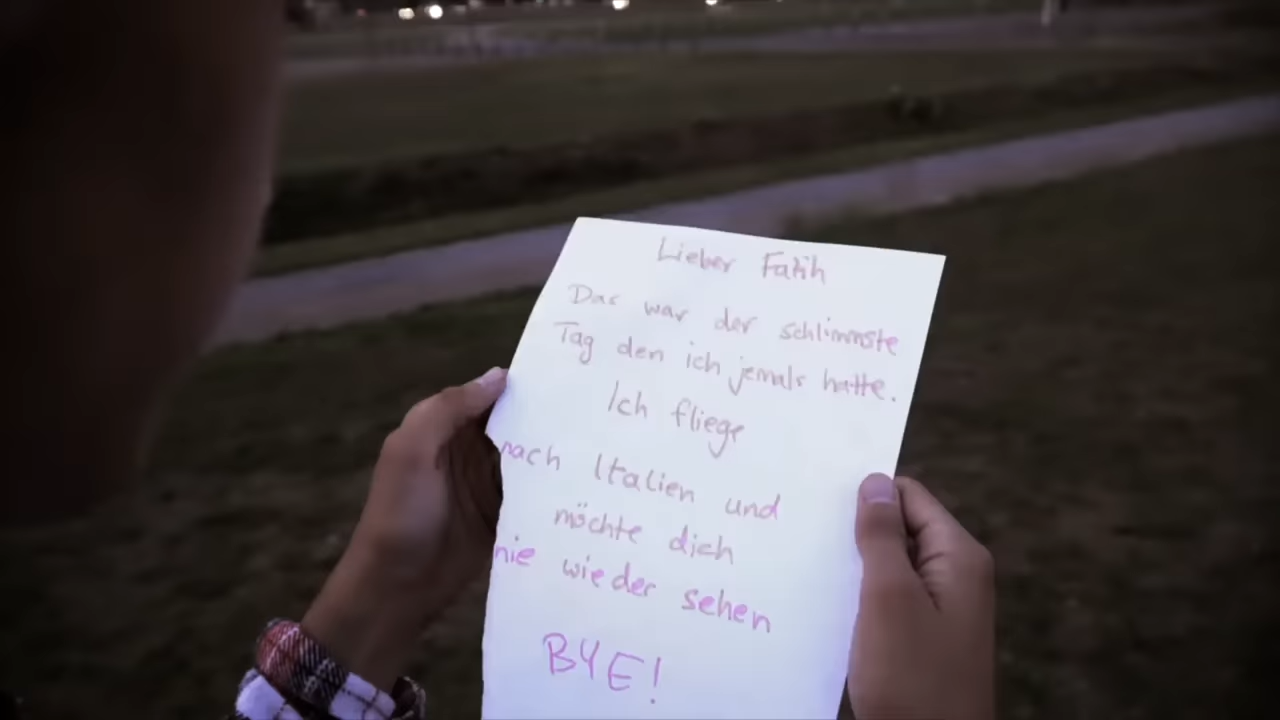 Lieber Fatih
Das war der schlimmste
Tag den ich jemals hatte.
Ich fliege
nach Italien und
möchte dich
nie wieder sehen
BYE!